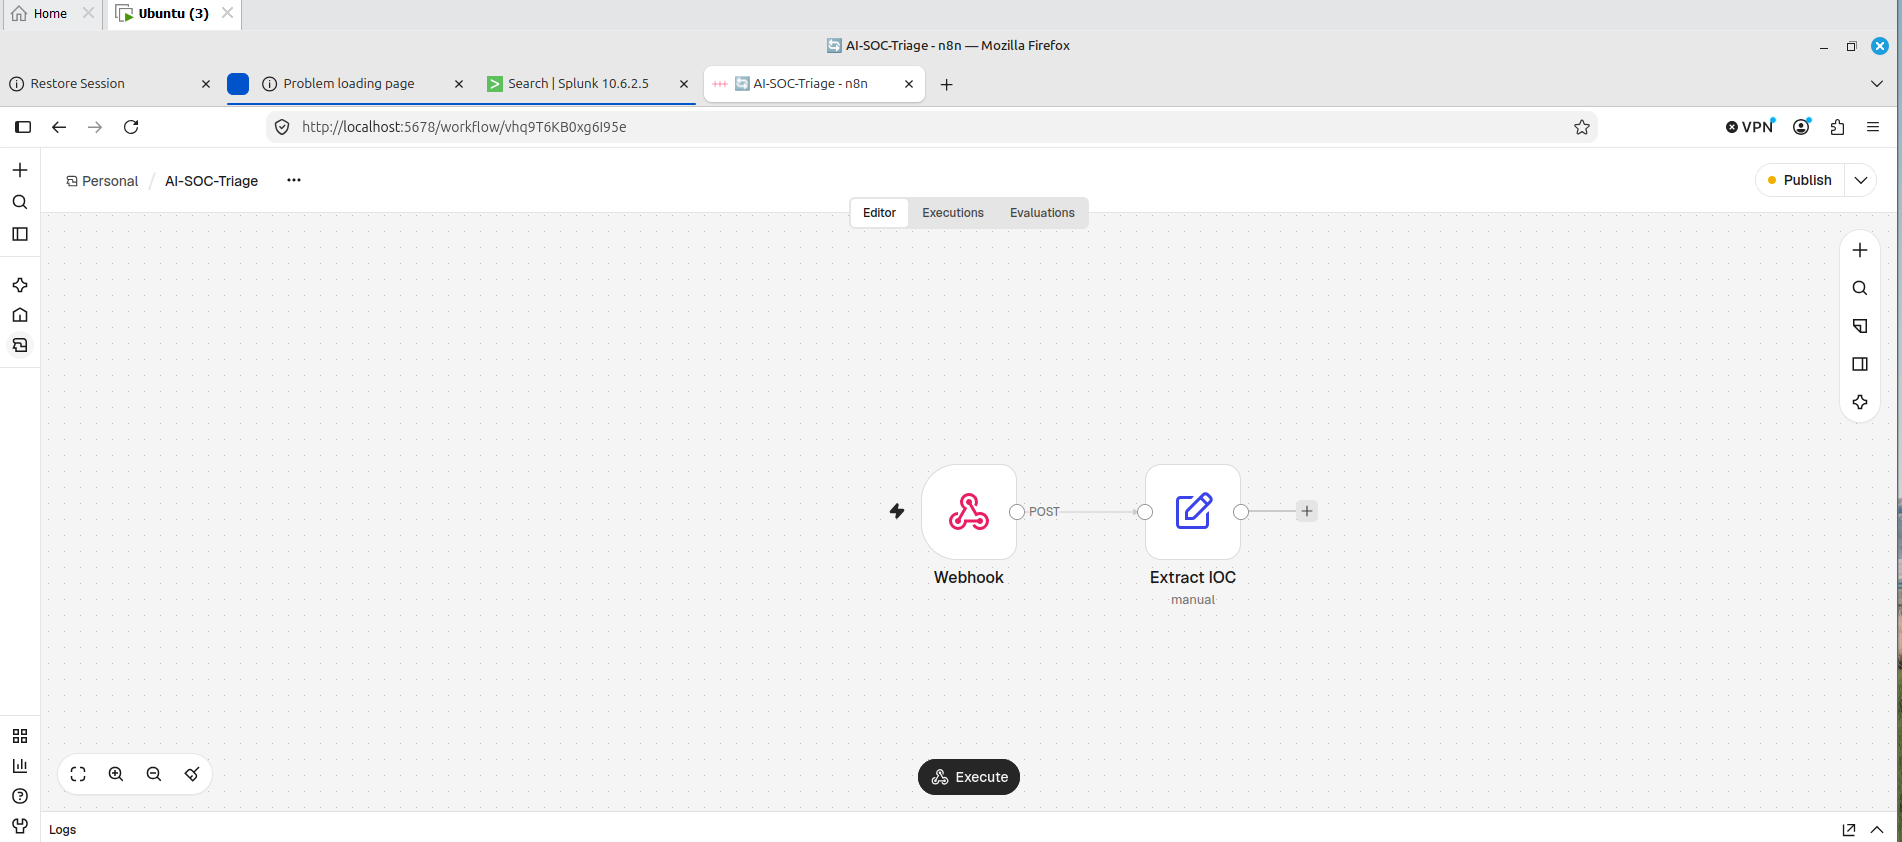 Home
Ubuntu (3)
AI-SOC-Triage - n8n — Mozilla Firefox
Restore Session
Problem loading page
Search | Splunk 10.6.2.5
AI-SOC-Triage - n8n
http://localhost:5678/workflow/vhq9T6KB0xg6I95e
VPN
Personal / AI-SOC-Triage
Publish
Editor
Executions
Evaluations
POST
Webhook
Extract IOC
manual
Execute
Logs